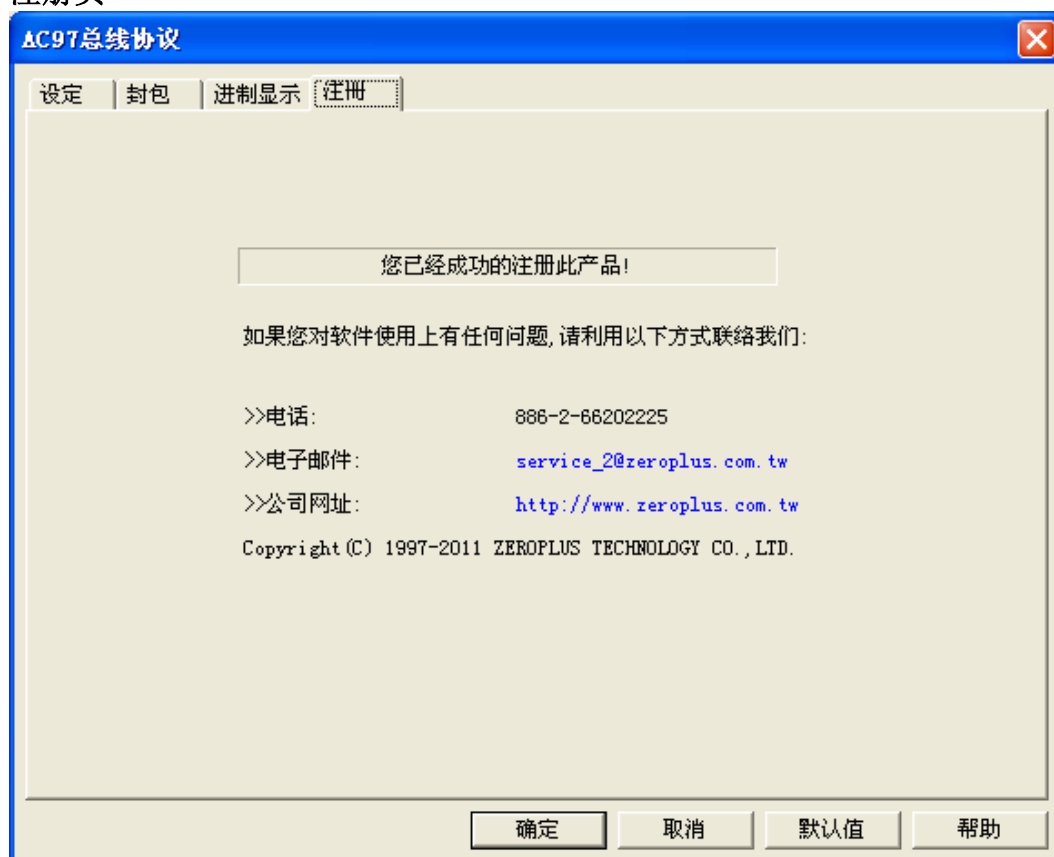 注册页
AC97总线协议
设定 封包 进制显示 注册
您已经成功的注册此产品!
如果您对软件使用上有任何问题,请利用以下方式联络我们:
>>电话: 886-2-66202225
>>电子邮件: service_2@zeroplus.com.tw
>>公司网址: http://www.zeroplus.com.tw
Copyright(C) 1997-2011 ZEROPLUS TECHNOLOGY CO.,LTD.
确定 取消 默认值 帮助